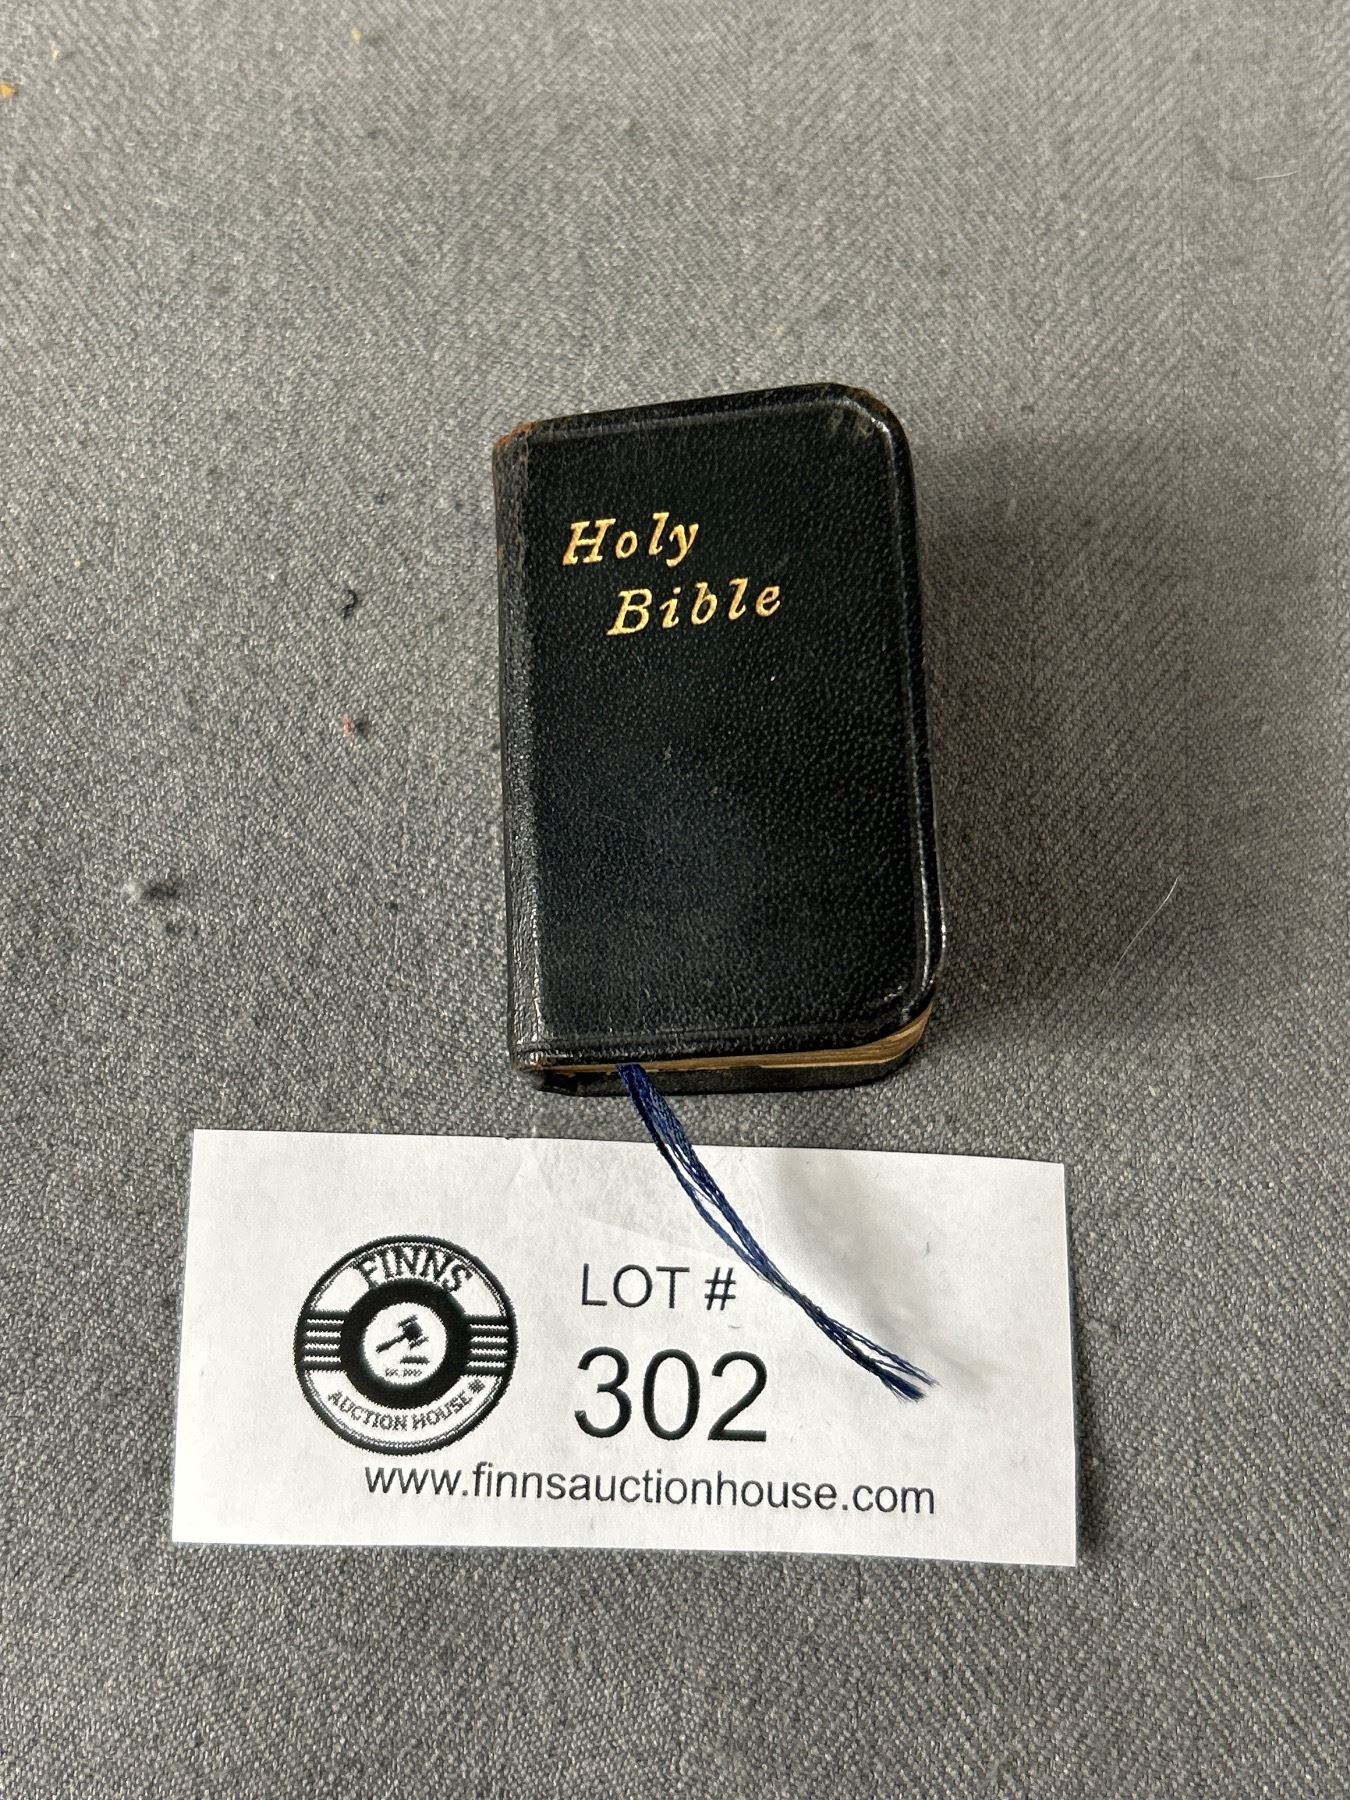 Holy
Bible
FINNS
AUCTION HOUSE
LOT #
302
www.finnsauctionhouse.com